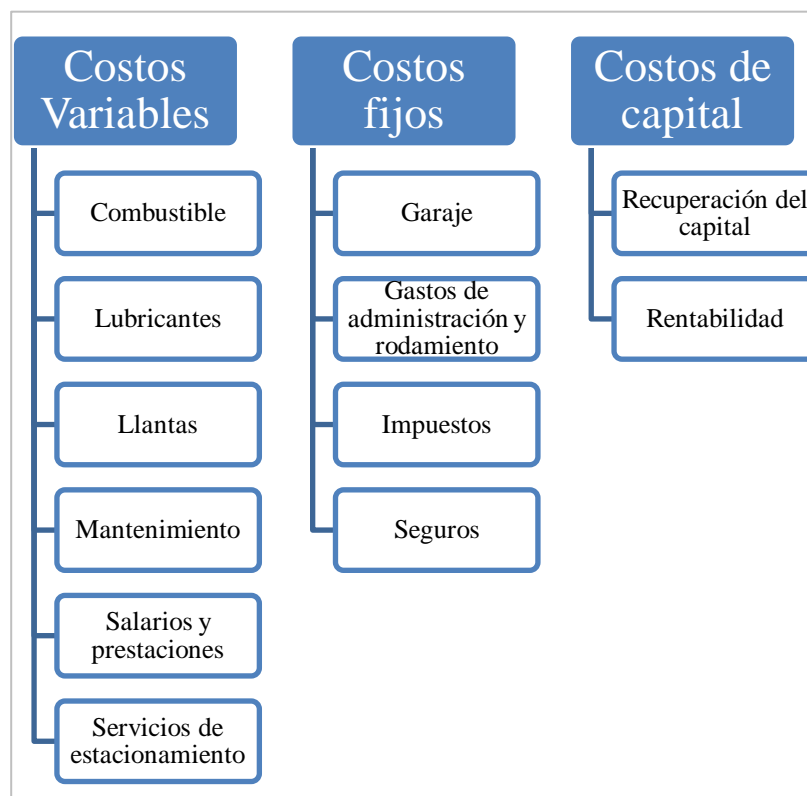 Costos
Variables
Combustible
Lubricantes
Llantas
Mantenimiento
Salarios y
prestaciones
Servicios de
estacionamiento
Costos
fijos
Garaje
Gastos de
administración y
rodamiento
Impuestos
Seguros
Costos de
capital
Recuperación del
capital
Rentabilidad